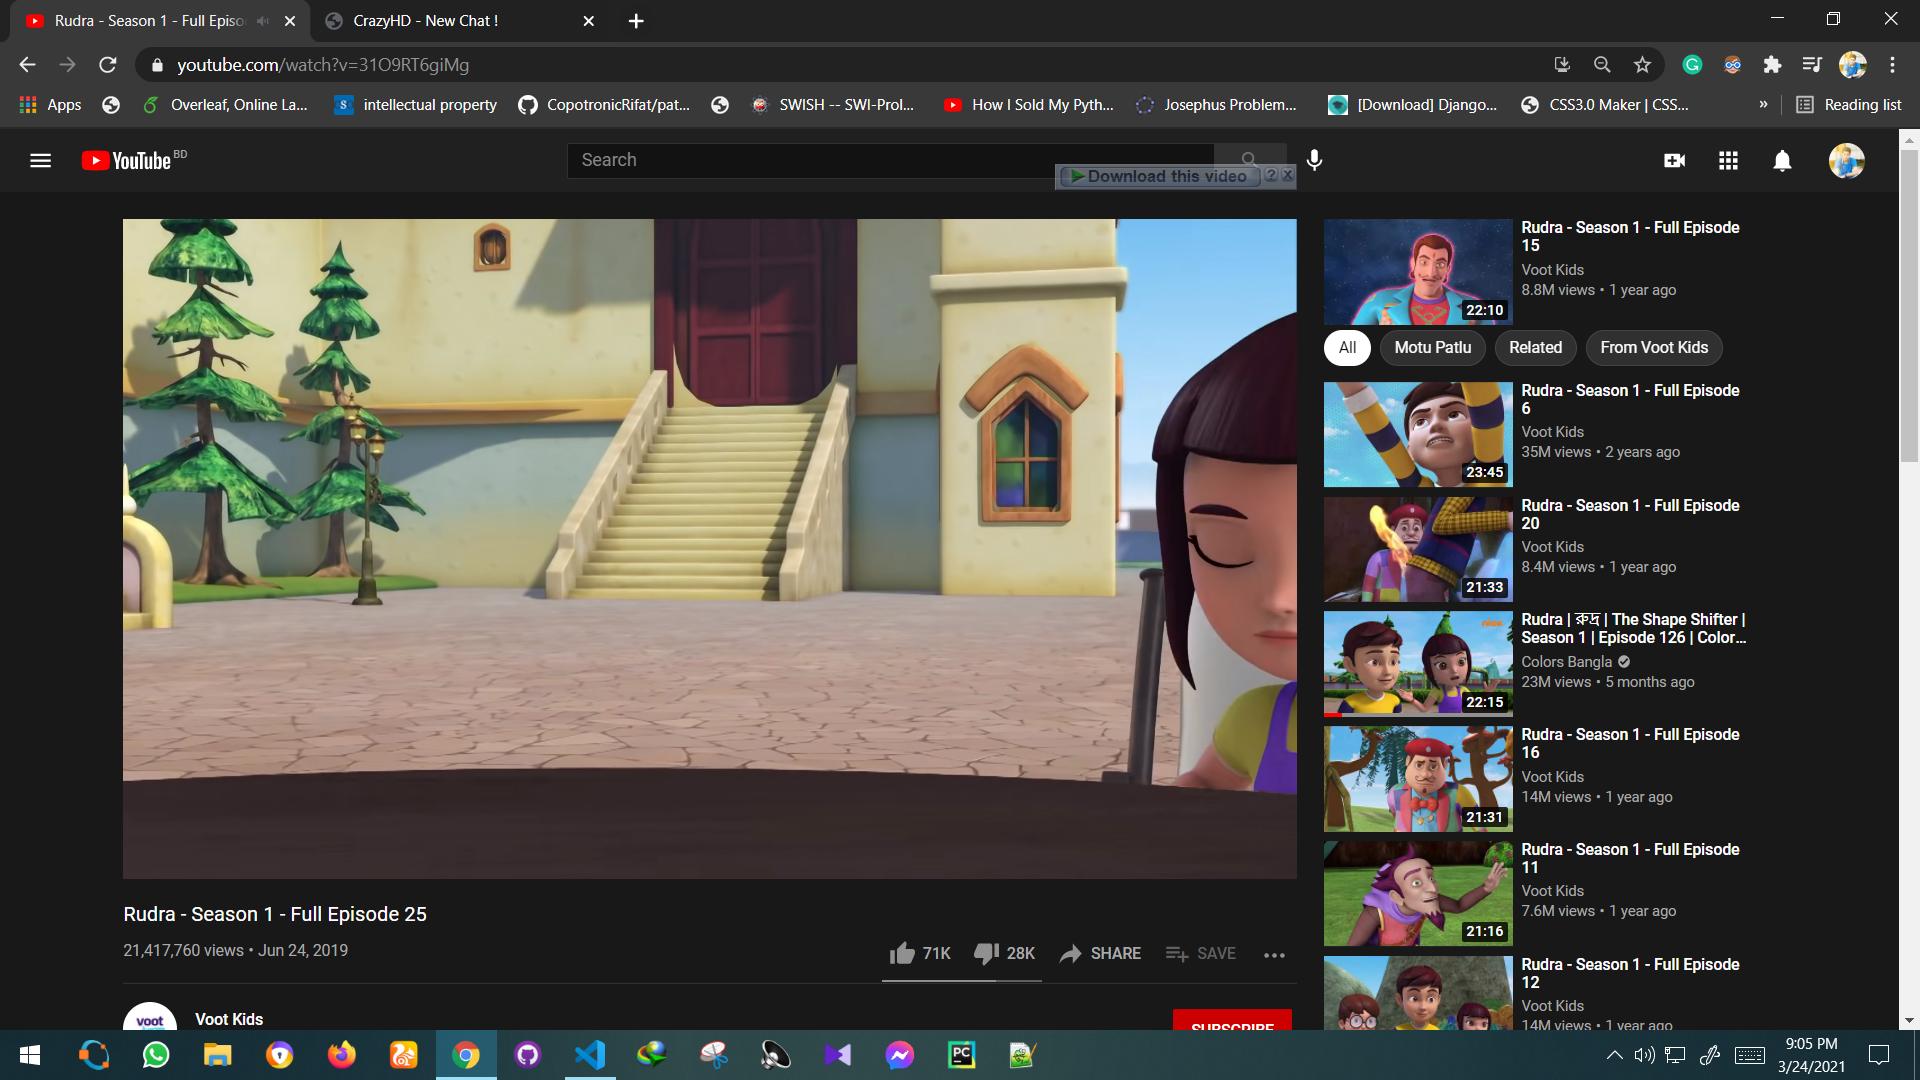 Rudra - Season 1 - Full Episo
CrazyHD - New Chat !
youtube.com/watch?v=31O9RT6giMg
Apps
Overleaf, Online La...
intellectual property
CopotronicRifat/pat...
SWISH -- SWI-Prol...
How I Sold My Pyth...
Josephus Problem...
[Download] Django...
CSS3.0 Maker | CSS...
»
Reading list
YouTube BD
Search
Download this video ? X
Rudra - Season 1 - Full Episode 25
21,417,760 views • Jun 24, 2019
71K
28K
SHARE
SAVE
voot
Voot Kids
SUBSCRIBE
22:10
Rudra - Season 1 - Full Episode
15
Voot Kids
8.8M views • 1 year ago
All
Motu Patlu
Related
From Voot Kids
23:45
Rudra - Season 1 - Full Episode
6
Voot Kids
35M views • 2 years ago
21:33
Rudra - Season 1 - Full Episode
20
Voot Kids
8.4M views • 1 year ago
nick
22:15
Rudra | রুদ্র | The Shape Shifter |
Season 1 | Episode 126 | Color...
Colors Bangla
23M views • 5 months ago
21:31
Rudra - Season 1 - Full Episode
16
Voot Kids
14M views • 1 year ago
21:16
Rudra - Season 1 - Full Episode
11
Voot Kids
7.6M views • 1 year ago
Rudra - Season 1 - Full Episode
12
Voot Kids
14M views • 1 year ago
PC
9:05 PM
3/24/2021